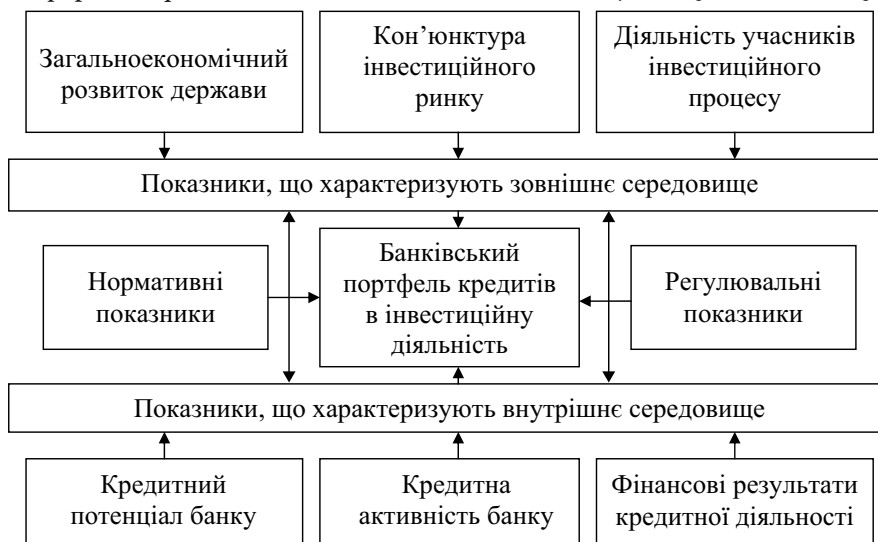 Загальноекономічний
розвиток держави
Кон’юнктура
інвестиційного
ринку
Діяльність учасників
інвестиційного
процесу
Показники, що характеризують зовнішнє середовище
Нормативні
показники
Банківський
портфель кредитів
в інвестиційну
діяльність
Регулювальні
показники
Показники, що характеризують внутрішнє середовище
Кредитний
потенціал банку
Кредитна
активність банку
Фінансові результати
кредитної діяльності